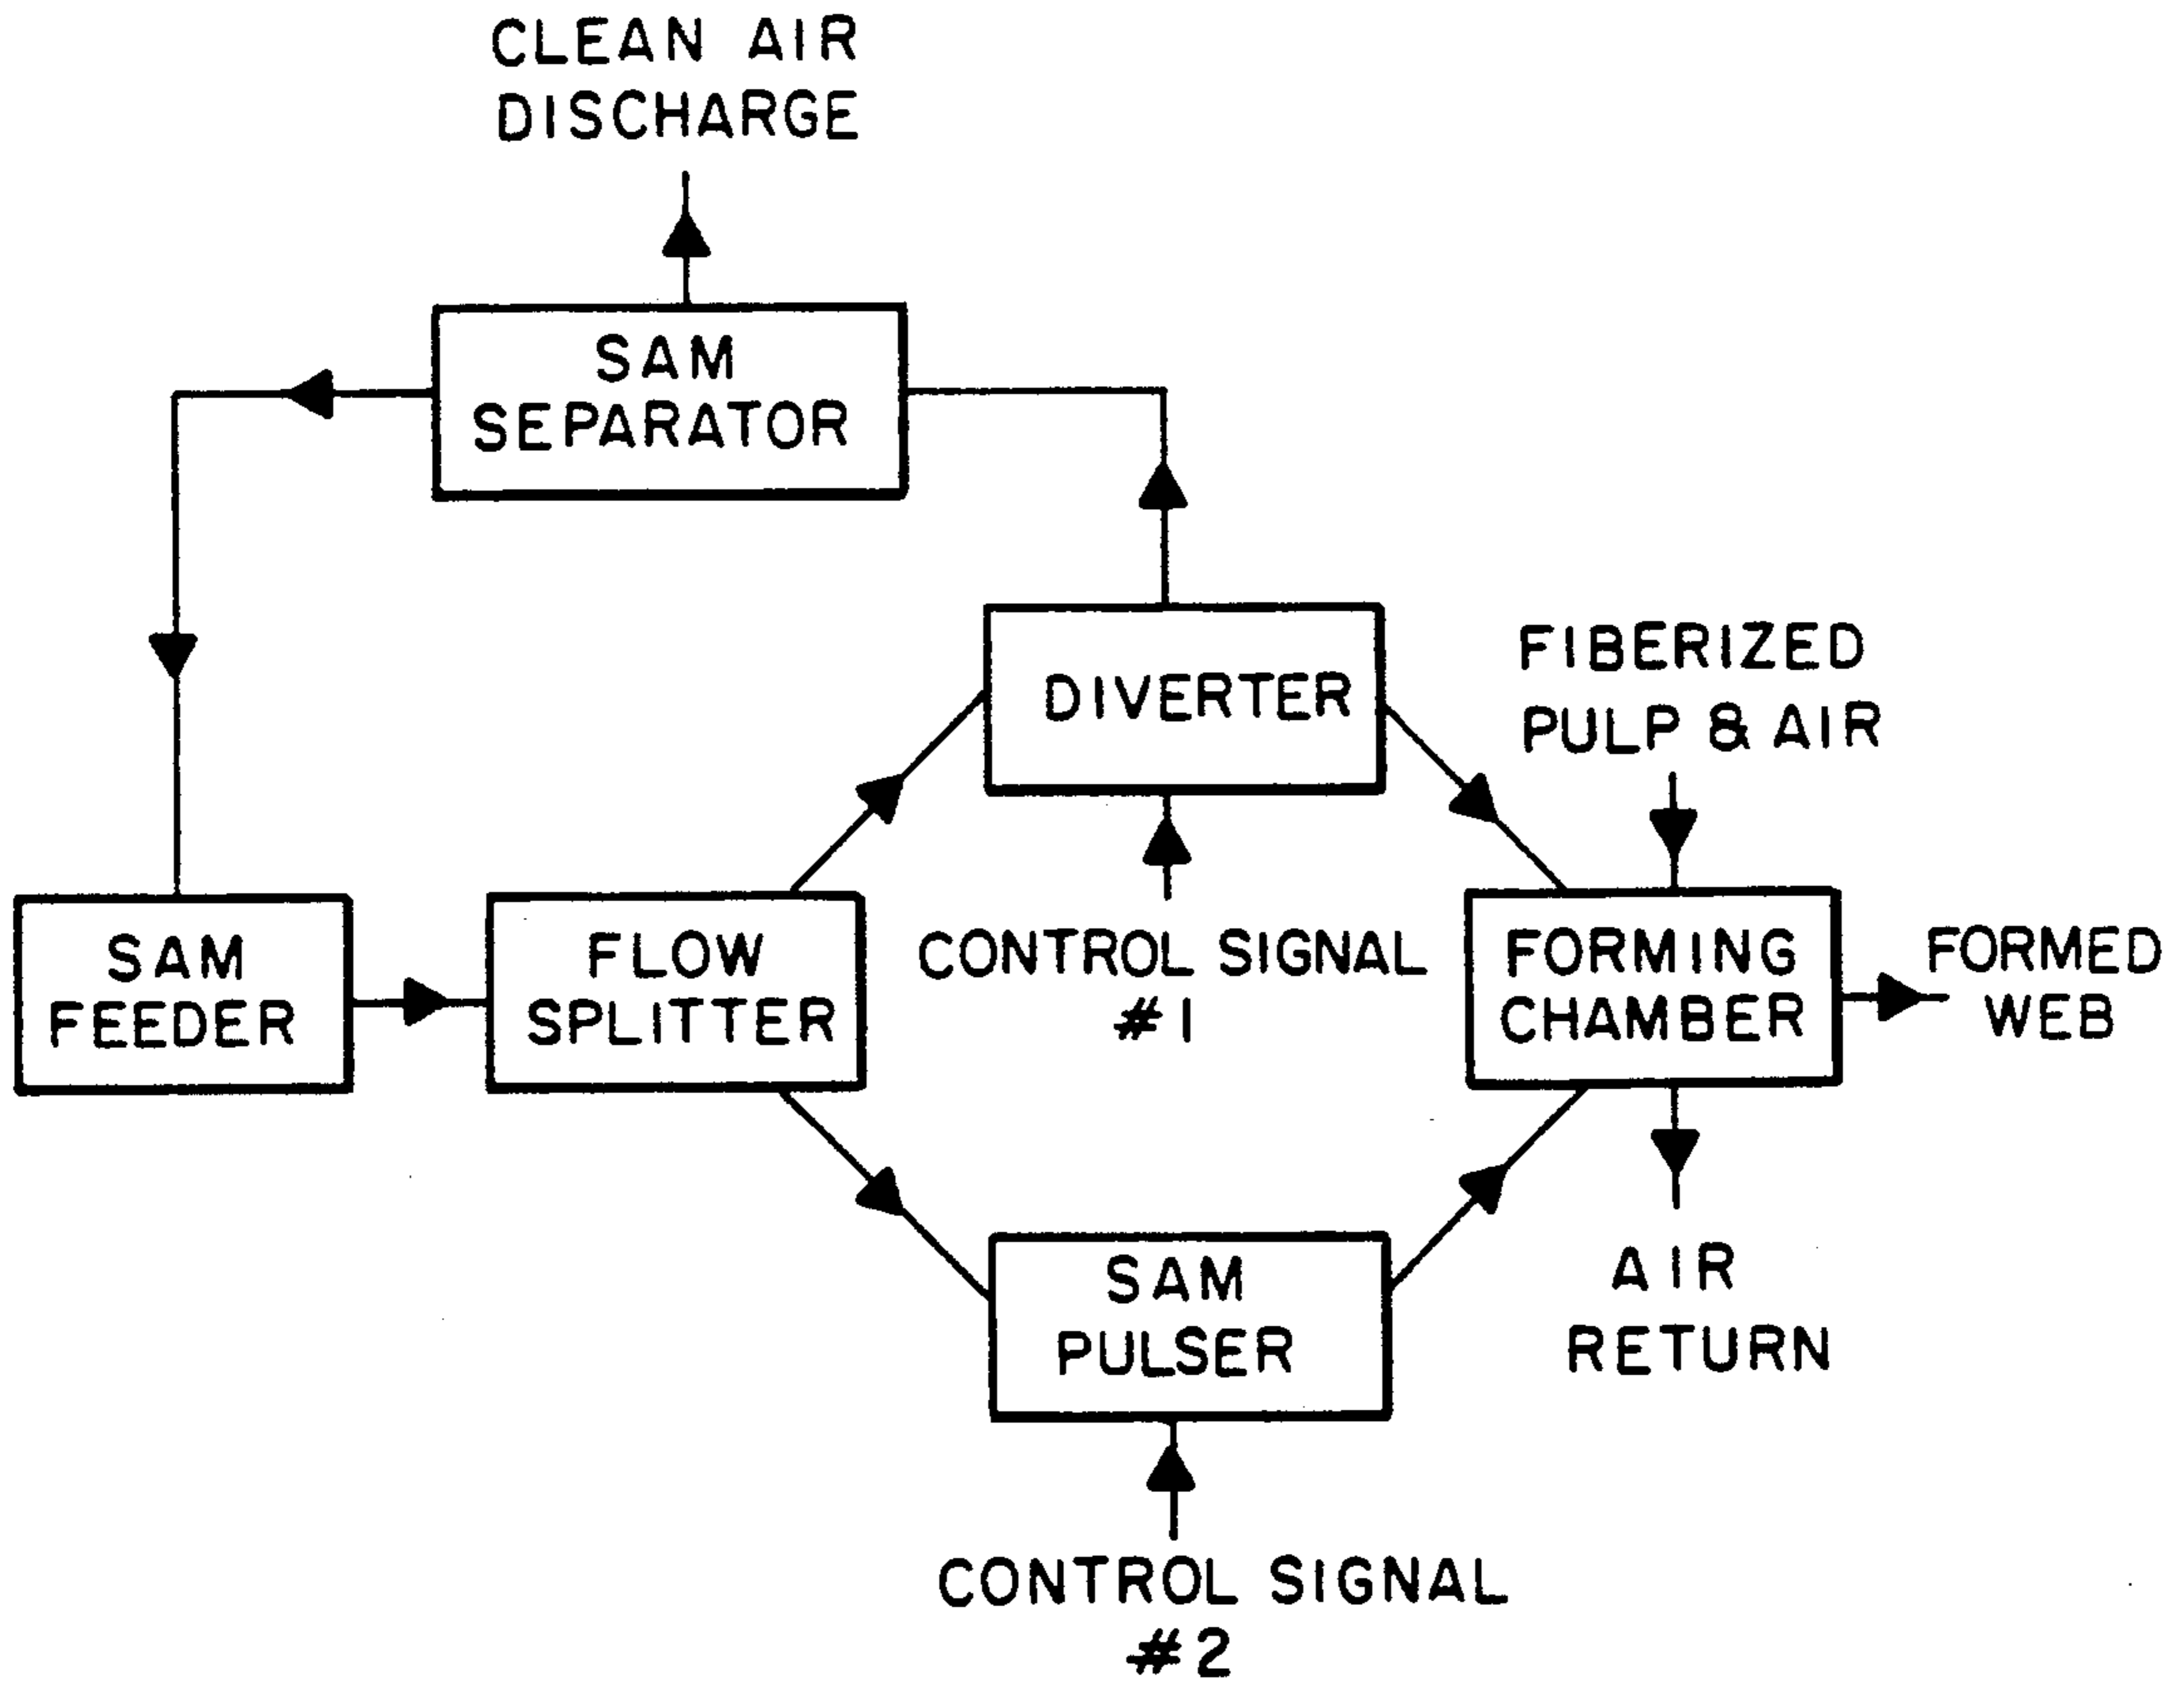 CLEAN AIR
DISCHARGE
SAM
SEPARATOR
DIVERTER
FIBERIZED
PULP & AIR
SAM
FEEDER
FLOW
SPLITTER
CONTROL SIGNAL
#1
FORMING
CHAMBER
FORMED
WEB
SAM
PULSER
AIR
RETURN
CONTROL SIGNAL
#2